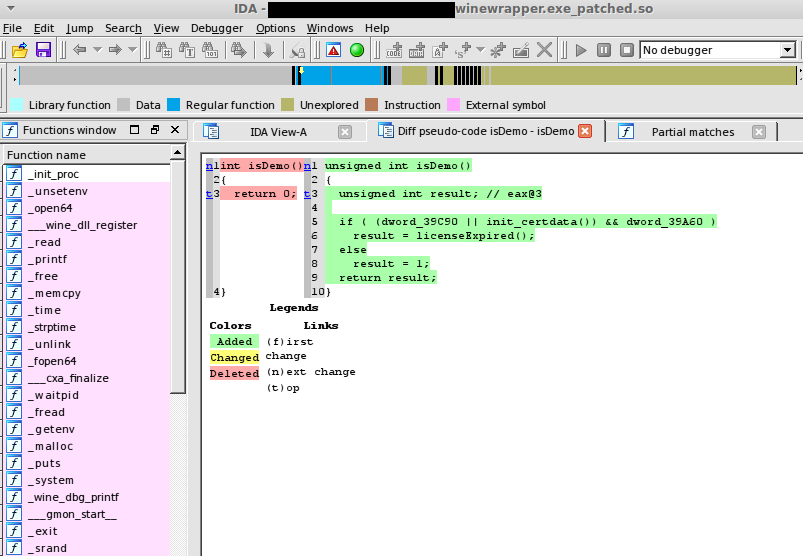 IDA - winewrapper.exe_patched.so
File Edit Jump Search View Debugger Options Windows Help
No debugger
Library function Data Regular function Unexplored Instruction External symbol
Functions window
IDA View-A Diff pseudo-code isDemo - isDemo Partial matches
Function name
_init_proc
_unsetenv
_open64
___wine_dll_register
_read
_printf
_free
_memcpy
_time
_strptime
_unlink
_fopen64
___cxa_finalize
_waitpid
_fread
_getenv
_malloc
_puts
_system
_wine_dbg_printf
___gmon_start__
_exit
_srand
n1int isDemo()n1 unsigned int isDemo()
2{ 2{
t3 return 0; t3 unsigned int result; // eax@3
4
5 if ( (dword_39C90 || init_certdata()) && dword_39A60 )
6 result = licenseExpired();
7 else
8 result = 1;
9 return result;
4} 10}
Legends
Colors Links
Added (f)irst
Changed change
Deleted (n)ext change
(t)op